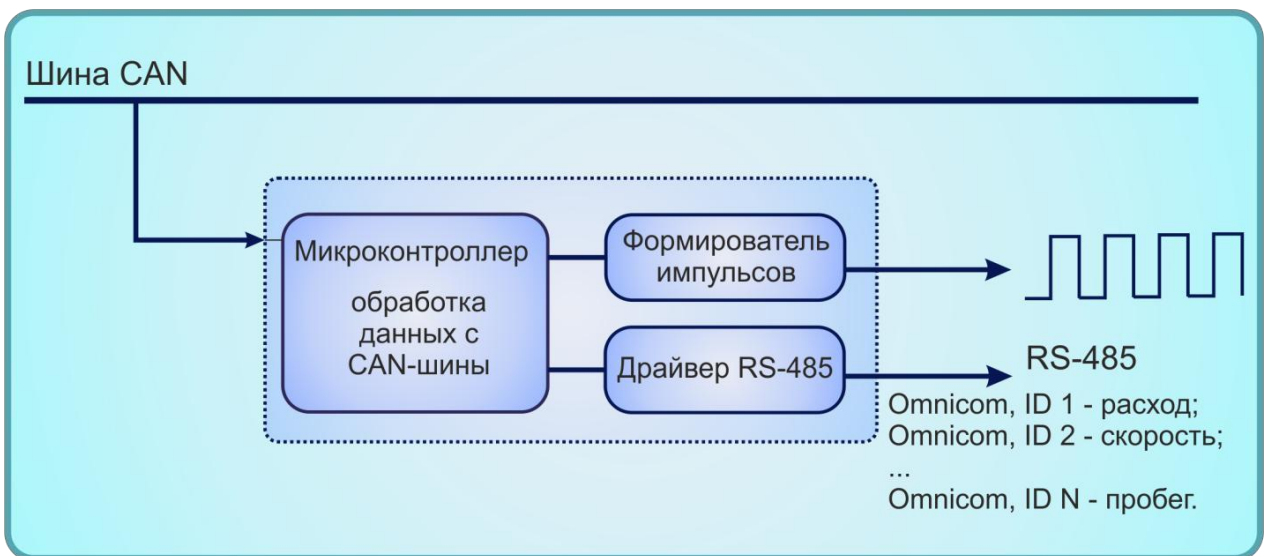 Шина CAN
Микроконтроллер
обработка
данных с
CAN-шины
Формирователь
импульсов
Драйвер RS-485
RS-485
Omnicom, ID 1 - расход;
Omnicom, ID 2 - скорость;
...
Omnicom, ID N - пробег.